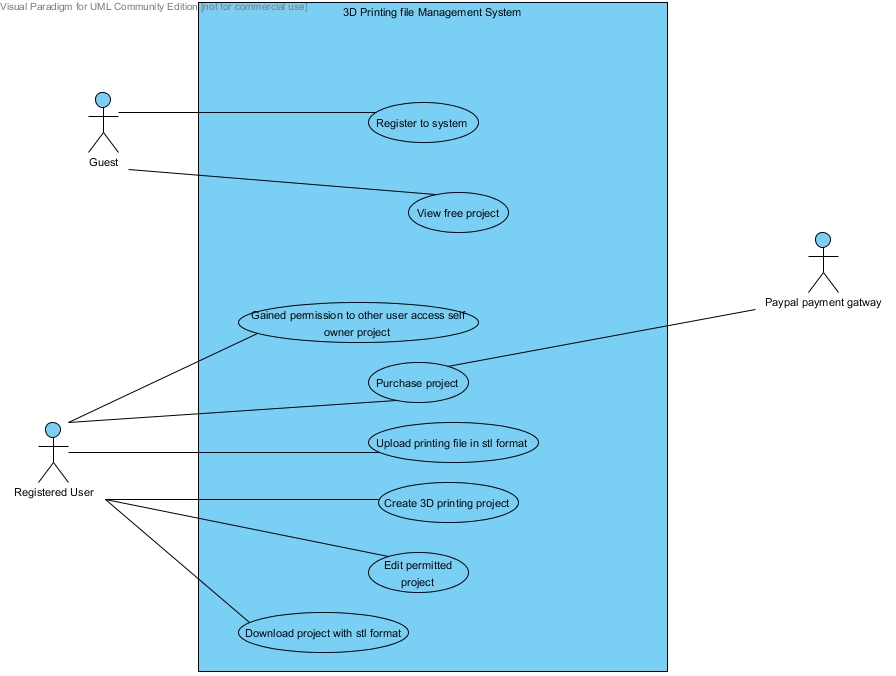 Visual Paradigm for UML Community Edition [not for commercial use]
3D Printing file Management System
Register to system
Guest
View free project
Paypal payment gatway
Gained permission to other user access self
owner project
Purchase project
Upload printing file in stl format
Registered User
Create 3D printing project
Edit permitted
project
Download project with stl format